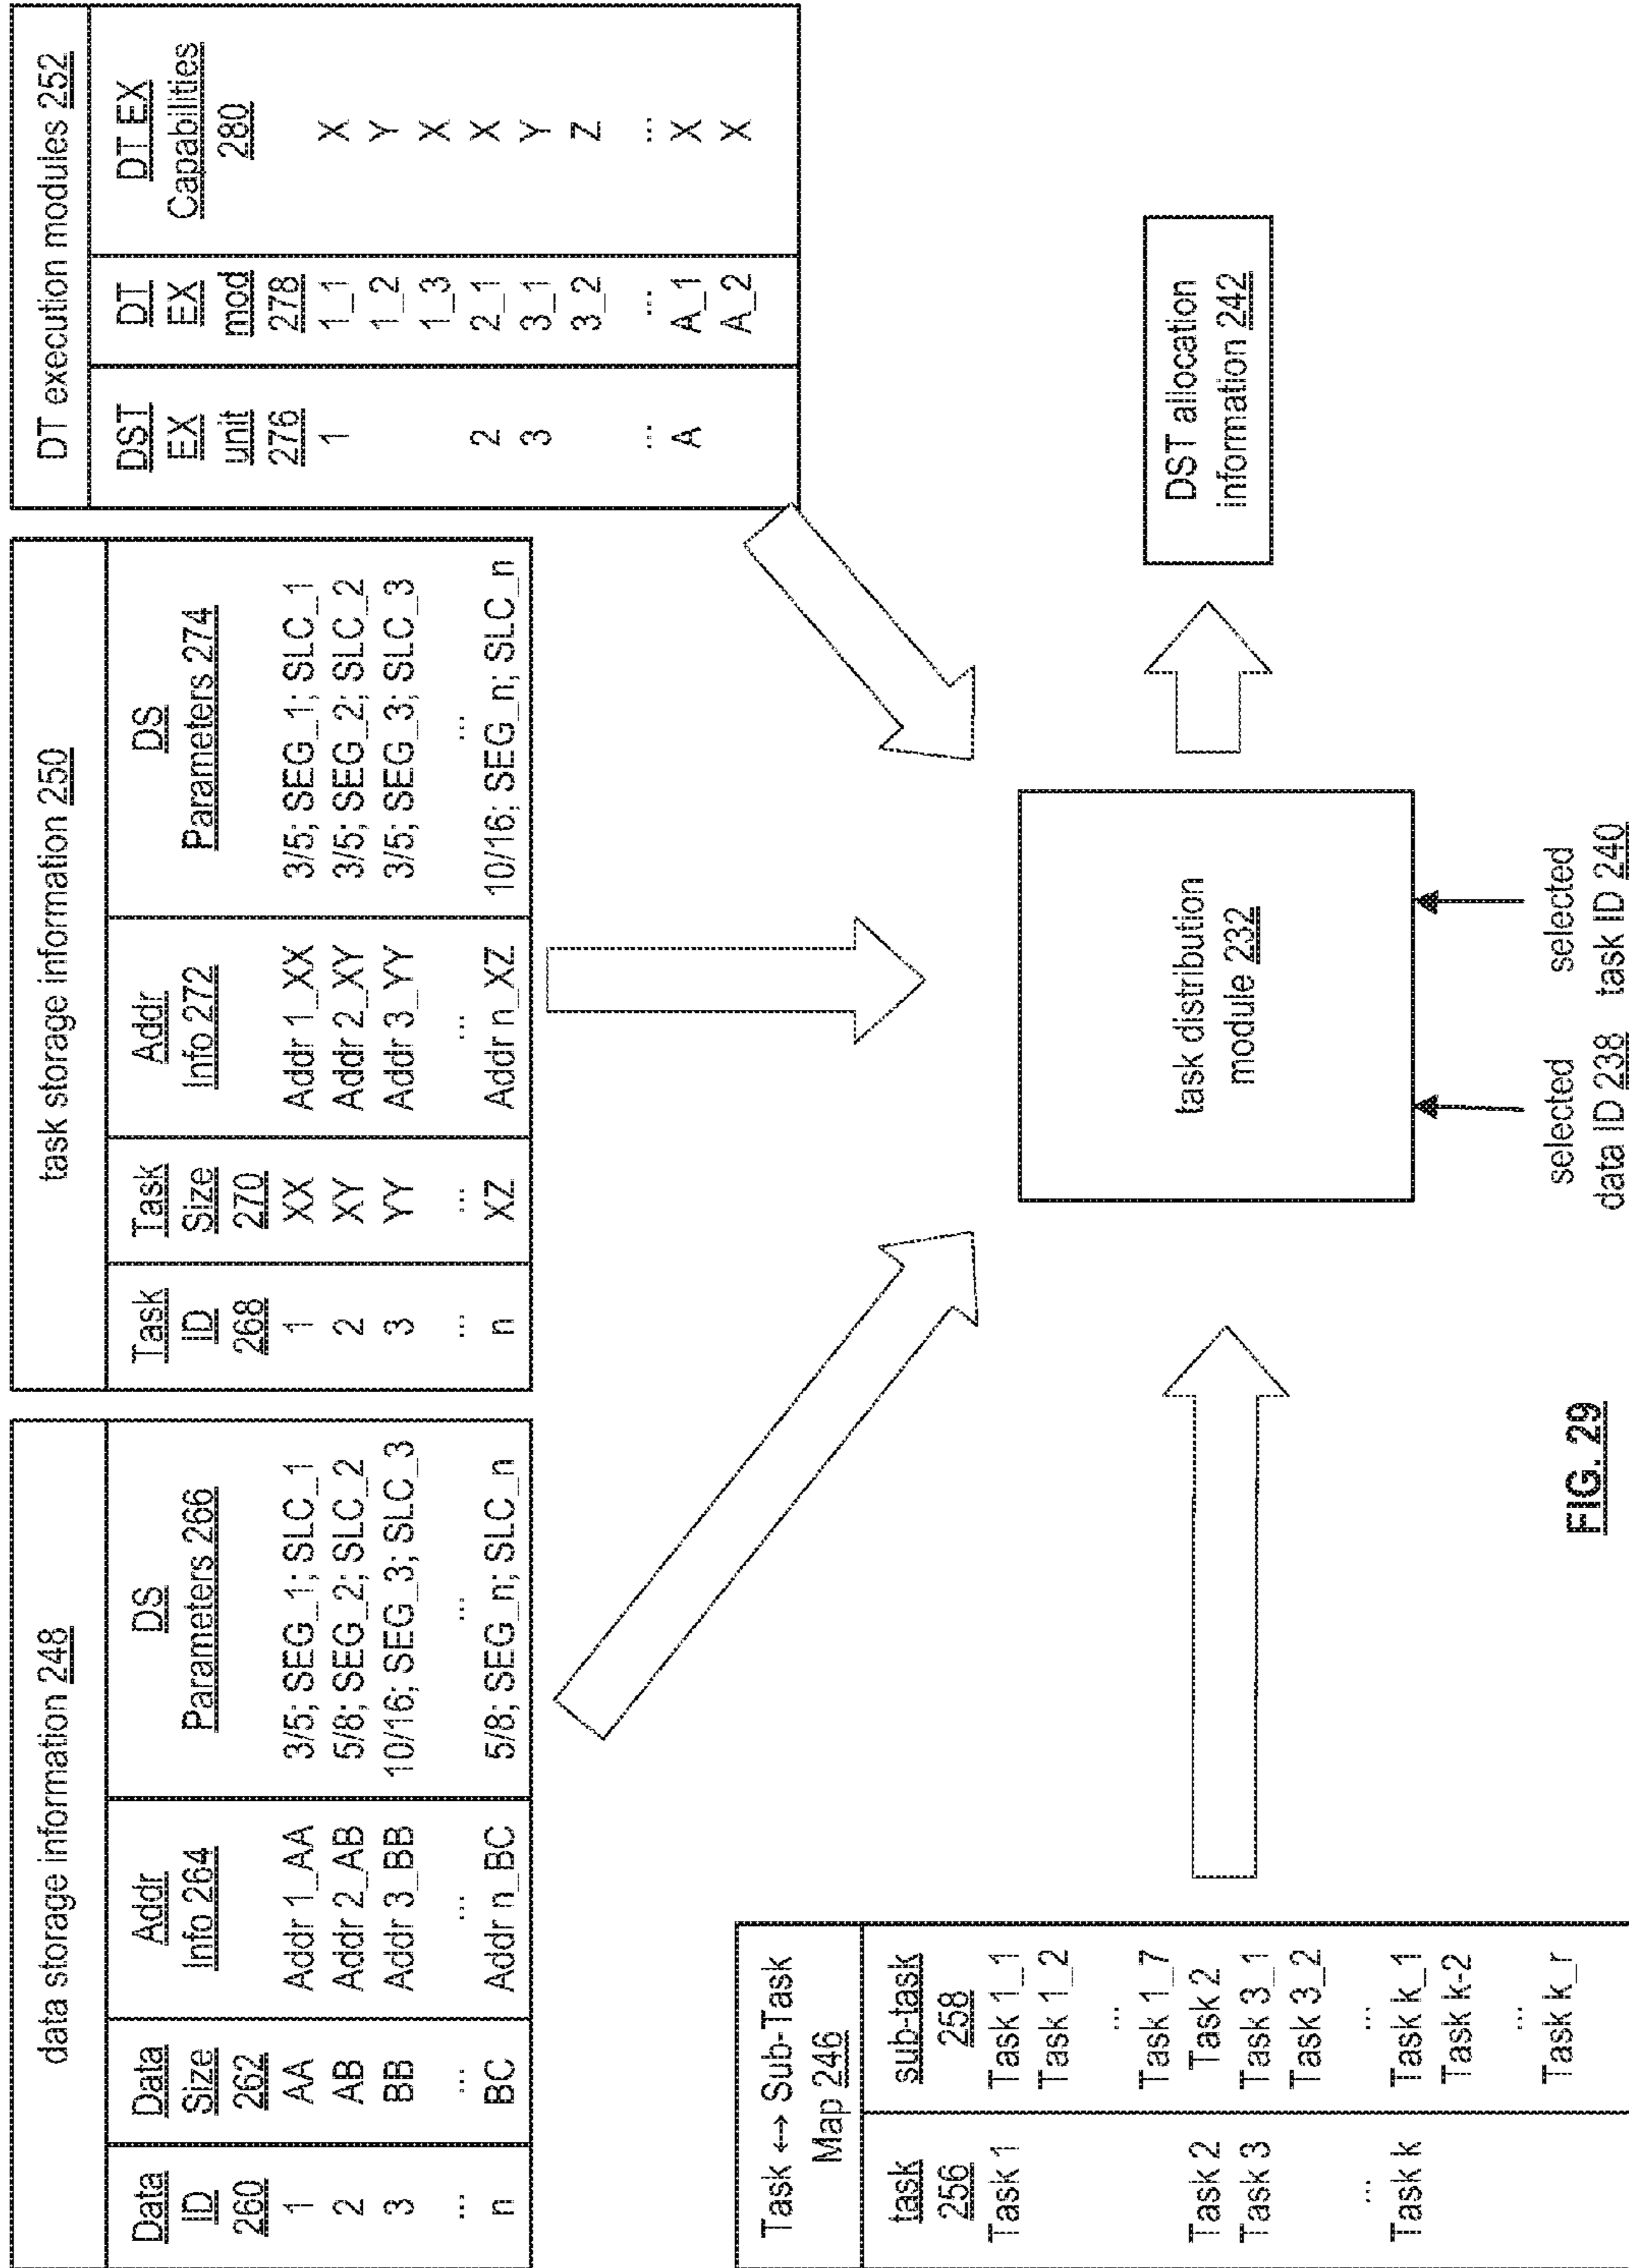 data storage information 248
Data ID 260 Data Size 262 Addr Info 264 DS Parameters 266
1 AA Addr 1_AA 3/5; SEG_1; SLC_1
2 AB Addr 2_AB 5/8; SEG_2; SLC_2
3 BB Addr 3_BB 10/16; SEG_3; SLC_3
... ... ... ...
n BC Addr n_BC 5/8; SEG_n; SLC_n
task storage information 250
Task ID 268 Task Size 270 Addr Info 272 DS Parameters 274
1 XX Addr 1_XX 3/5; SEG_1; SLC_1
2 XY Addr 2_XY 3/5; SEG_2; SLC_2
3 YY Addr 3_YY 3/5; SEG_3; SLC_3
... ... ... ...
n XZ Addr n_XZ 10/16; SEG_n; SLC_n
DT execution modules 252
DST EX unit 276 DT EX mod 278 DT EX Capabilities 280
1 1_1 X
1_2 Y
1_3 X
2 2_1 X
3 3_1 Y
3_2 Z
... ... ...
A A_1 X
A_2 X
Task ↔ Sub-Task
Map 246
task 256 sub-task 258
Task 1 Task 1_1
Task 1_2
...
Task 1_7
Task 2 Task 2
Task 3 Task 3_1
Task 3_2
... ...
Task k Task k_1
Task k-2
...
Task k_r
task distribution
module 232
DST allocation
information 242
selected
data ID 238
selected
task ID 240
FIG. 29